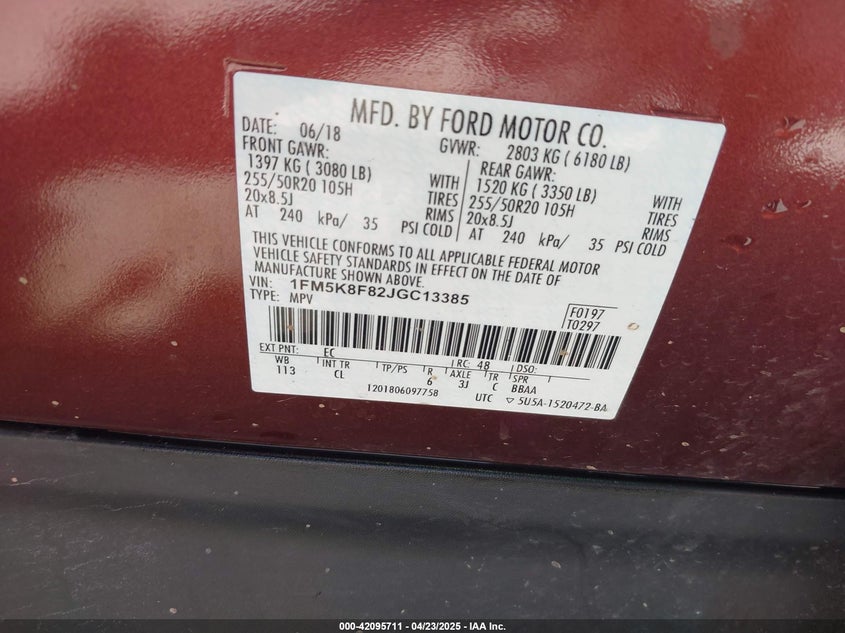 MFD. BY FORD MOTOR CO.
DATE: 06/18 GVWR: 2803 KG ( 6180 LB)
FRONT GAWR: REAR GAWR:
1397 KG ( 3080 LB) WITH 1520 KG ( 3350 LB) WITH
255/50R20 105H TIRES 255/50R20 105H TIRES
20x8.5J RIMS 20x8.5J RIMS
AT 240 kPa/ 35 PSI COLD AT 240 kPa/ 35 PSI COLD
THIS VEHICLE CONFORMS TO ALL APPLICABLE FEDERAL MOTOR
VEHICLE SAFETY STANDARDS IN EFFECT ON THE DATE OF
MANUFACTURE SHOWN ABOVE.
VIN: 1FM5K8F82JGC13385
TYPE: MPV
F0197
T0297
EXT PNT: EC RC: 48 DSO:
WB INT TR TP/PS R AXLE TR SPR
113 CL 6 3J C BBAA
1201806097758 UTC ▽ 5U5A-1520472-BA
000-42095711 - 04/23/2025 - IAA Inc.